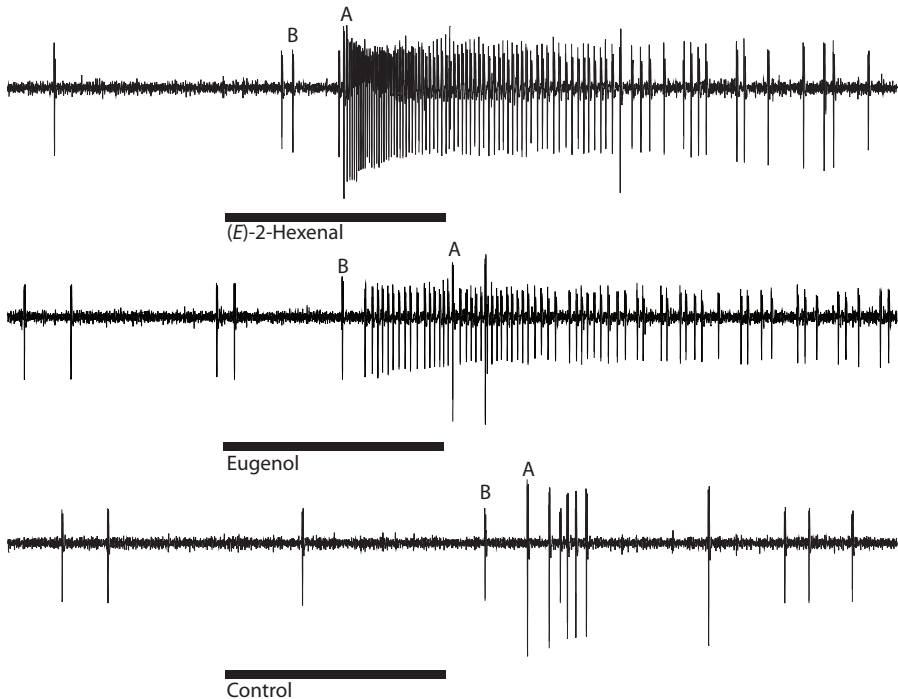 B A
(E)-2-Hexenal
B A
Eugenol
B A
Control